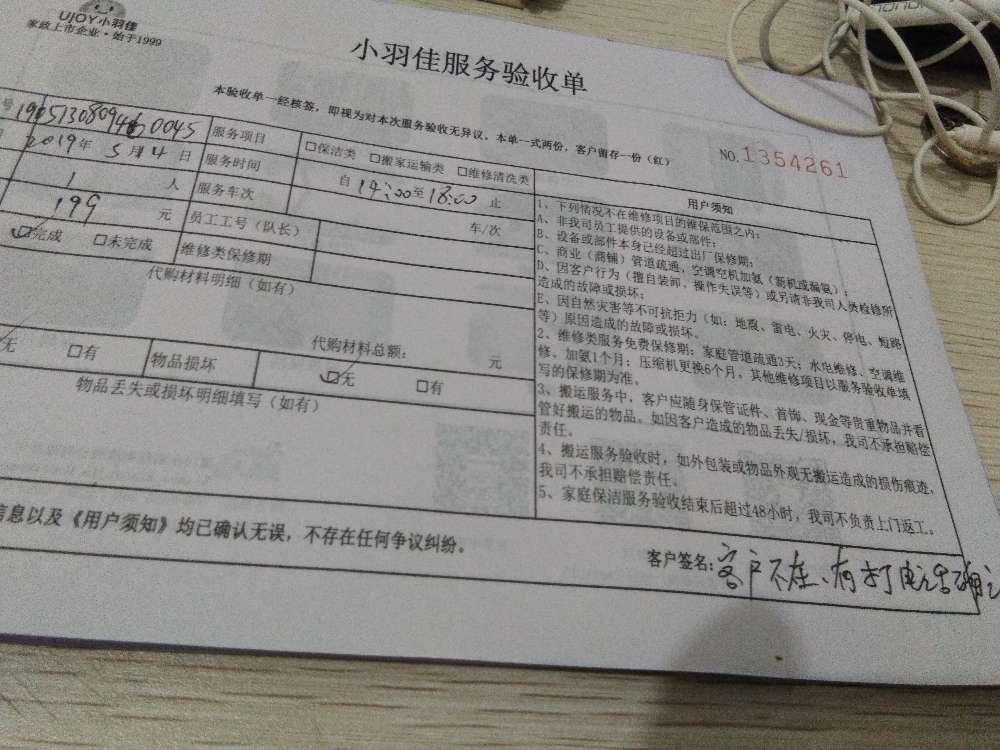 UJOY小羽佳
家政上市企业·始于1999
小羽佳服务验收单
本验收单一经核签，即视为对本次服务验收无异议。本单一式两份，客户留存一份（红）
NO.1354261
号 服务项目 □保洁类 □搬家运输类 □维修清洗类
2019年5月14日 服务时间 自14:00至18:00止
1人 服务车次 车/次
199元 员工工号（队长）
☑完成 □未完成 维修类保修期
代购材料明细（如有）
代购材料总额： 元
无 □有 物品损坏 ☑无 □有
物品丢失或损坏明细填写（如有）
用户须知
1、下列情况不在维修项目的维保范围之内：
A、非我司员工提供的设备或部件；
B、设备或部件本身已经超过出厂保修期；
C、商业（商铺）管道疏通，空调空机加氨（新机或漏氨）；
D、因客户行为（擅自装卸、操作失误等）或另请非我司人员检修所
造成的故障或损坏；
E、因自然灾害等不可抗拒力（如：地震、雷电、火灾、停电、短路
等）原因造成的故障或损坏。
2、维修类服务免费保修期：家庭管道疏通3天；水电维修、空调维
修、加氨1个月；压缩机更换6个月。其他维修项目以服务验收单填
写的保修期为准。
3、搬运服务中，客户应随身保管证件、首饰、现金等贵重物品并看
管好搬运的物品。如因客户造成的物品丢失/损坏，我司不承担赔偿
责任。
4、搬运服务验收时，如外包装或物品外观无搬运造成的损伤痕迹，
我司不承担赔偿责任。
5、家庭保洁服务验收结束后超过48小时，我司不负责上门返工。
信息以及《用户须知》均已确认无误，不存在任何争议纠纷。
客户签名：客户不在、有打电话确认